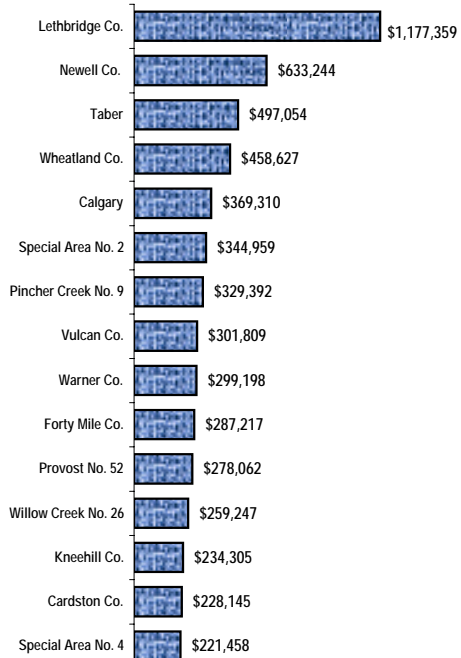 Lethbridge Co. $1,177,359
Newell Co. $633,244
Taber $497,054
Wheatland Co. $458,627
Calgary $369,310
Special Area No. 2 $344,959
Pincher Creek No. 9 $329,392
Vulcan Co. $301,809
Warner Co. $299,198
Forty Mile Co. $287,217
Provost No. 52 $278,062
Willow Creek No. 26 $259,247
Kneehill Co. $234,305
Cardston Co. $228,145
Special Area No. 4 $221,458